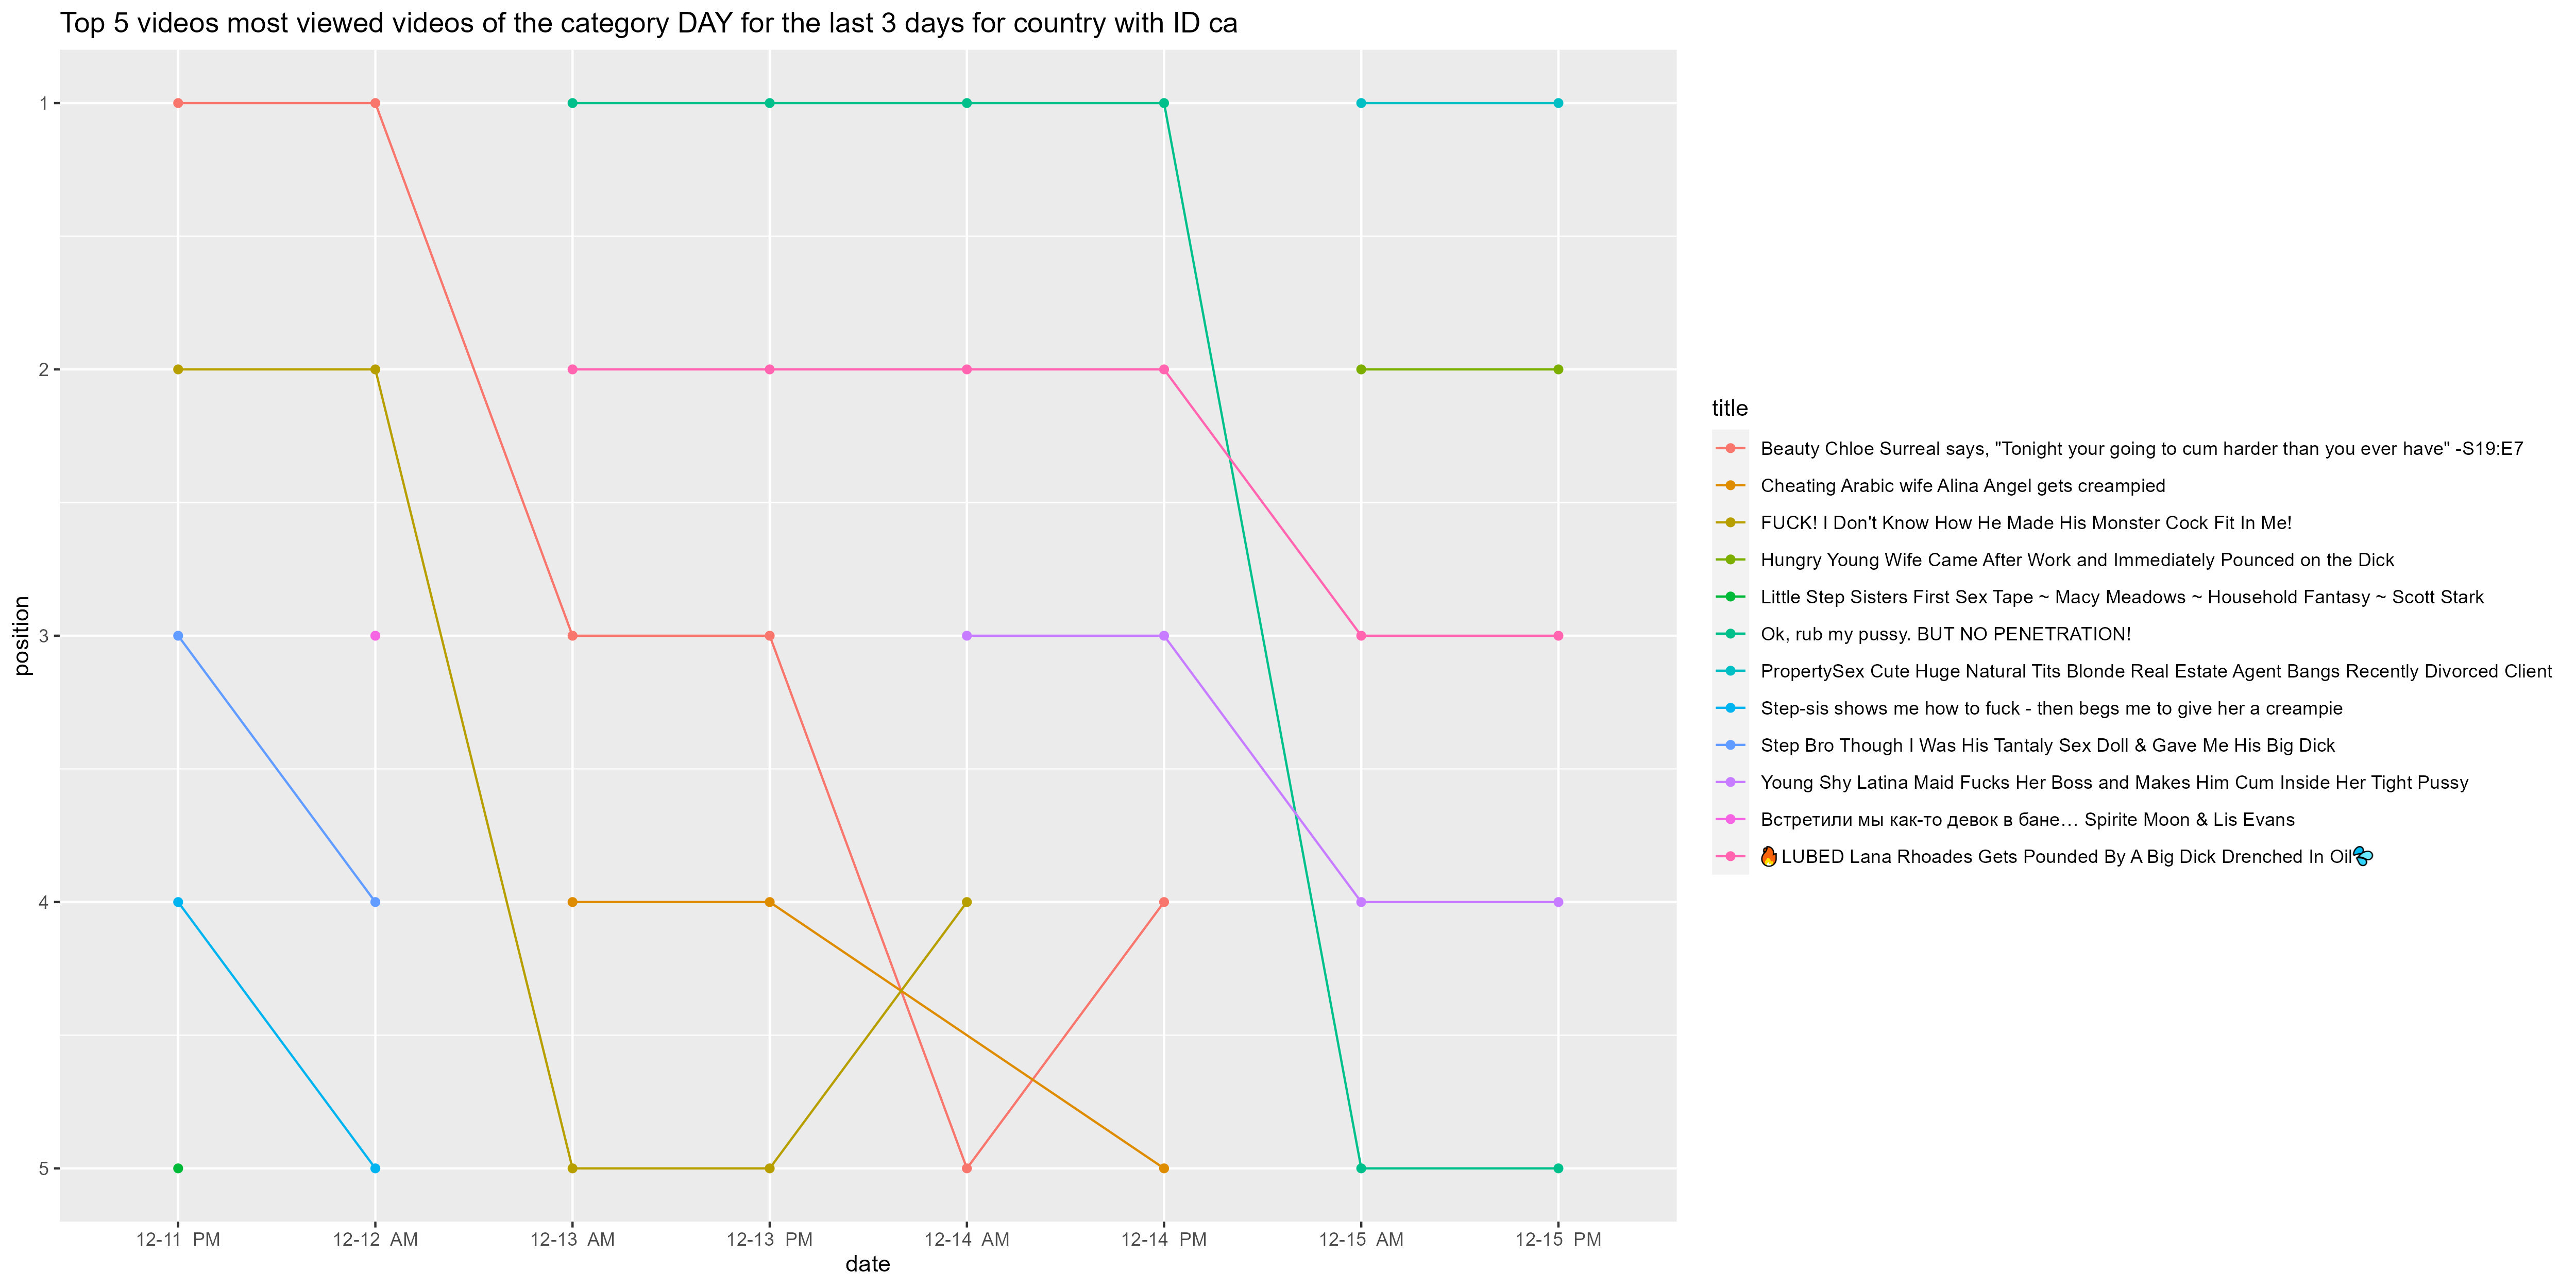 Top 5 videos most viewed videos of the category DAY for the last 3 days for country with ID ca
position
1
2
3
4
5
12-11 PM
12-12 AM
12-13 AM
12-13 PM
12-14 AM
12-14 PM
12-15 AM
12-15 PM
date
title
Beauty Chloe Surreal says, "Tonight your going to cum harder than you ever have" -S19:E7
Cheating Arabic wife Alina Angel gets creampied
FUCK! I Don't Know How He Made His Monster Cock Fit In Me!
Hungry Young Wife Came After Work and Immediately Pounced on the Dick
Little Step Sisters First Sex Tape ~ Macy Meadows ~ Household Fantasy ~ Scott Stark
Ok, rub my pussy. BUT NO PENETRATION!
PropertySex Cute Huge Natural Tits Blonde Real Estate Agent Bangs Recently Divorced Client
Step-sis shows me how to fuck - then begs me to give her a creampie
Step Bro Though I Was His Tantaly Sex Doll & Gave Me His Big Dick
Young Shy Latina Maid Fucks Her Boss and Makes Him Cum Inside Her Tight Pussy
Встретили мы как-то девок в бане… Spirite Moon & Lis Evans
🔥LUBED Lana Rhoades Gets Pounded By A Big Dick Drenched In Oil💦